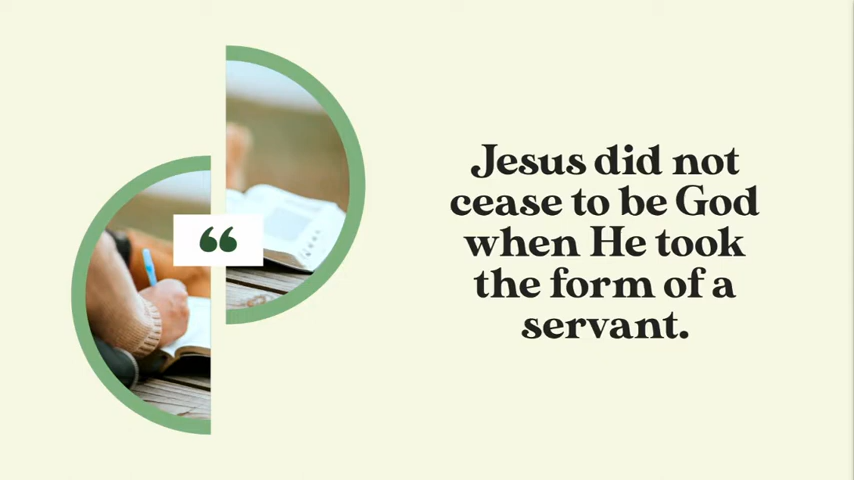 Jesus did not
cease to be God
when He took
the form of a
servant.